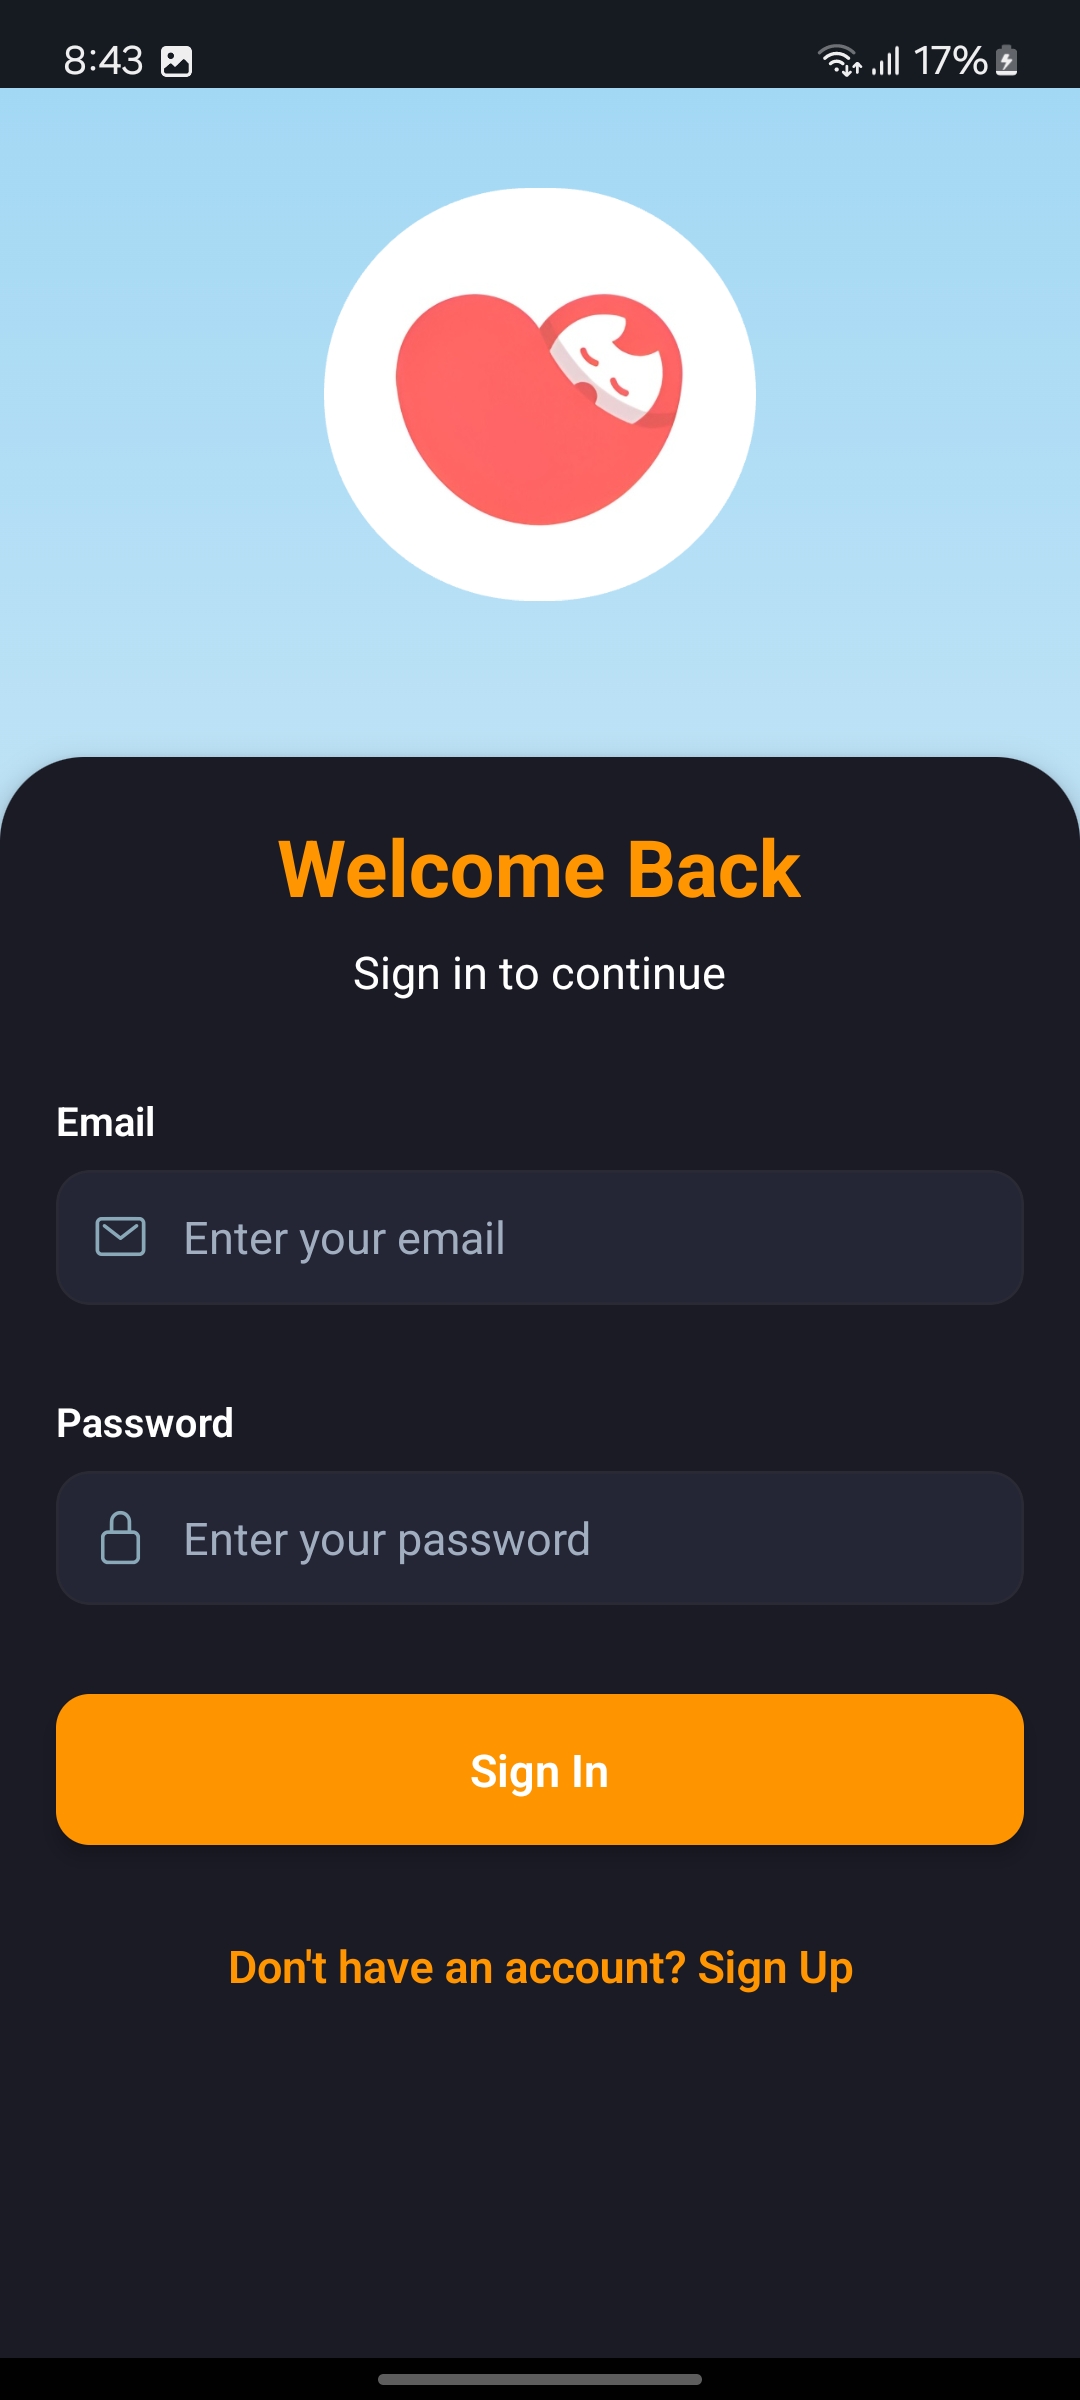 8:43
17%
Welcome Back
Sign in to continue
Email
Enter your email
Password
Enter your password
Sign In
Don't have an account? Sign Up